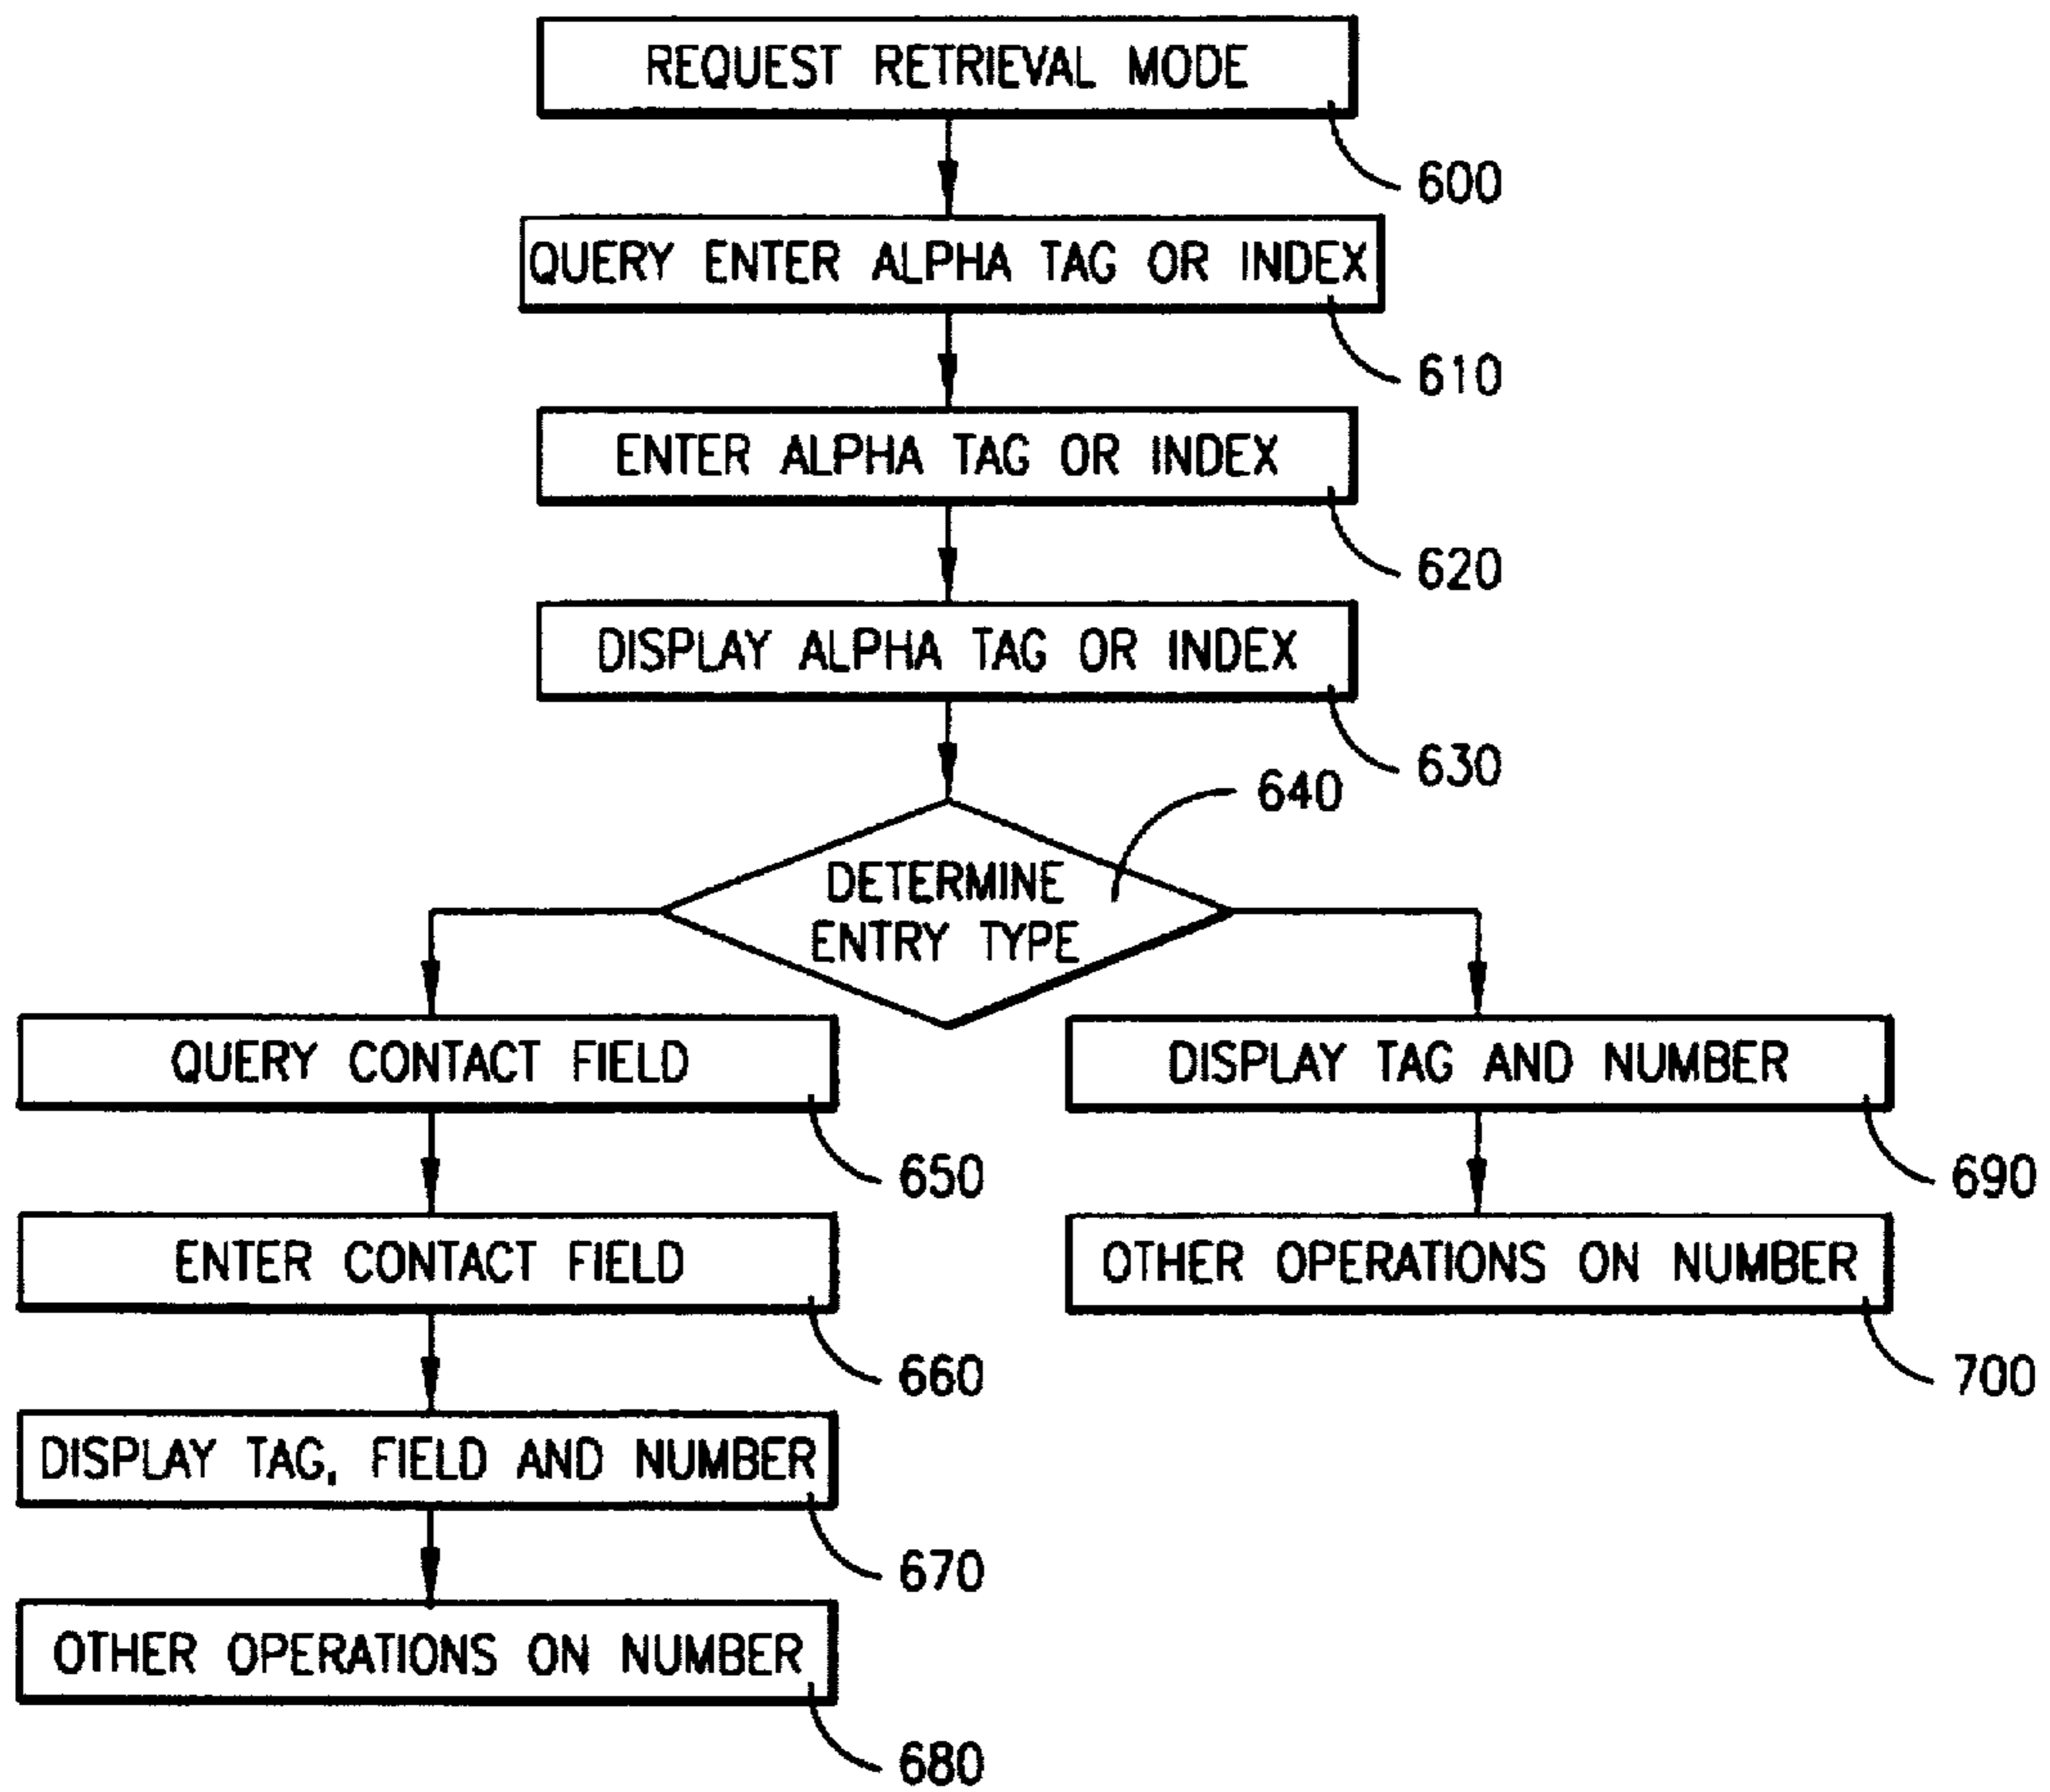 REQUEST RETRIEVAL MODE
600
QUERY ENTER ALPHA TAG OR INDEX
610
ENTER ALPHA TAG OR INDEX
620
DISPLAY ALPHA TAG OR INDEX
630
640
DETERMINE
ENTRY TYPE
QUERY CONTACT FIELD
650
ENTER CONTACT FIELD
660
DISPLAY TAG, FIELD AND NUMBER
670
OTHER OPERATIONS ON NUMBER
680
DISPLAY TAG AND NUMBER
690
OTHER OPERATIONS ON NUMBER
700